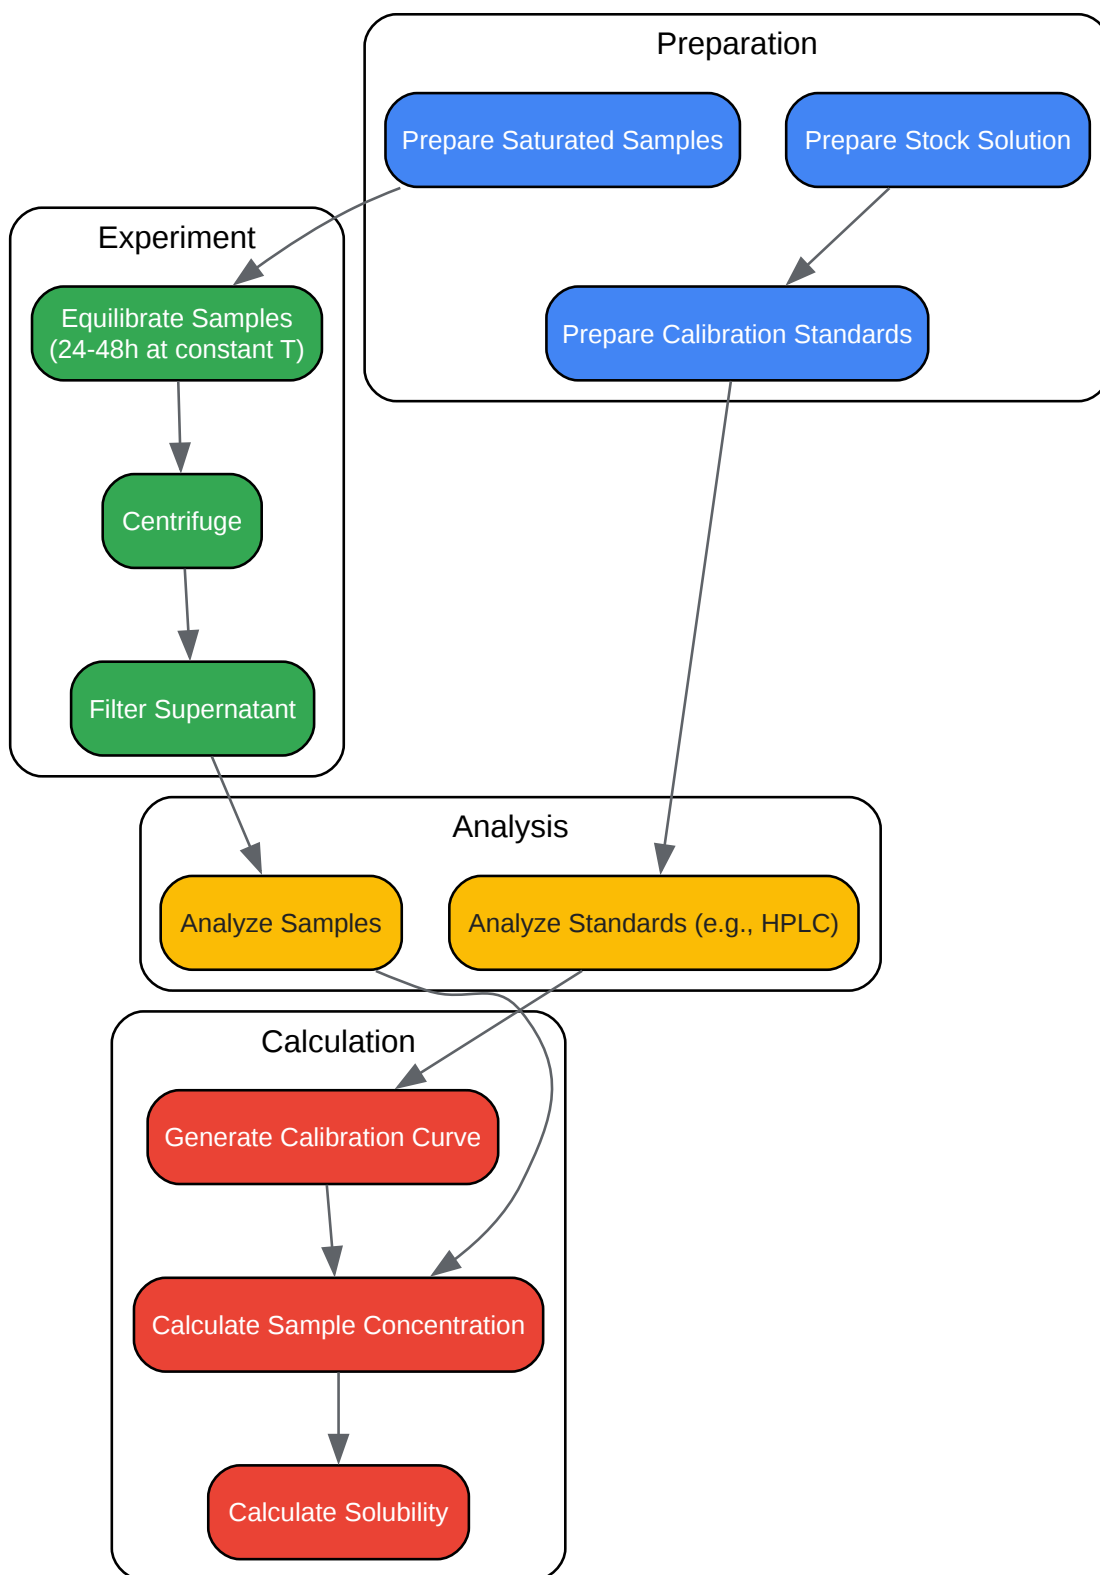 Preparation
Prepare Saturated Samples
Prepare Stock Solution
Experiment
Equilibrate Samples
(24-48h at constant T)
Prepare Calibration Standards
Centrifuge
Filter Supernatant
Analysis
Analyze Samples
Analyze Standards (e.g., HPLC)
Calculation
Generate Calibration Curve
Calculate Sample Concentration
Calculate Solubility